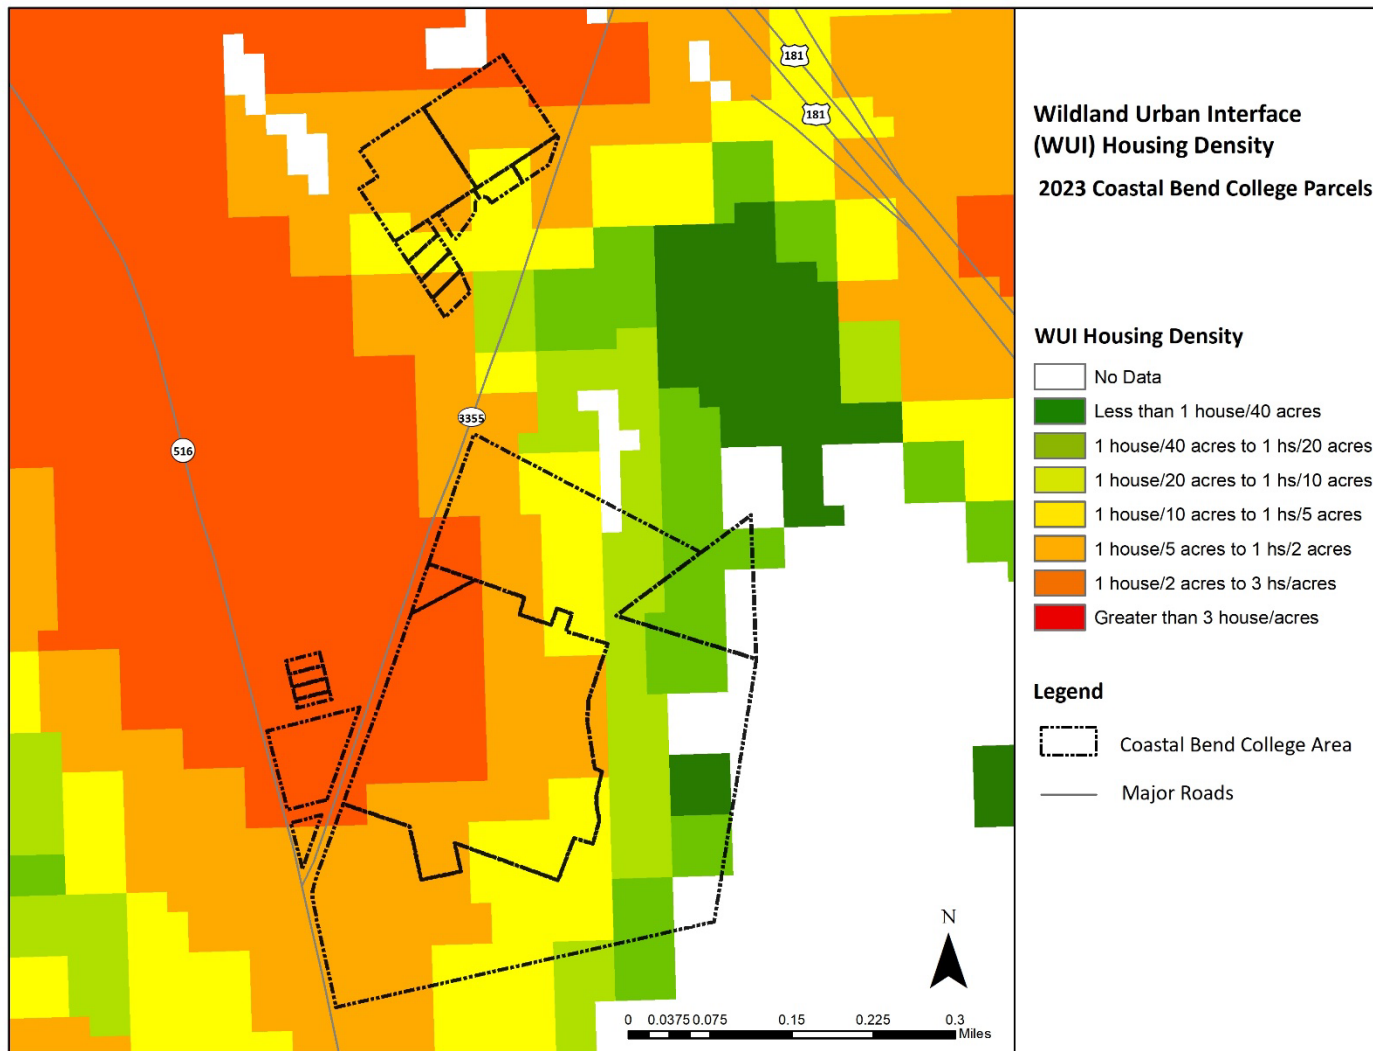 181
181
3355
516
Wildland Urban Interface
(WUI) Housing Density
2023 Coastal Bend College Parcels
WUI Housing Density
No Data
Less than 1 house/40 acres
1 house/40 acres to 1 hs/20 acres
1 house/20 acres to 1 hs/10 acres
1 house/10 acres to 1 hs/5 acres
1 house/5 acres to 1 hs/2 acres
1 house/2 acres to 3 hs/acres
Greater than 3 house/acres
Legend
Coastal Bend College Area
Major Roads
N
0 0.0375 0.075 0.15 0.225 0.3
Miles